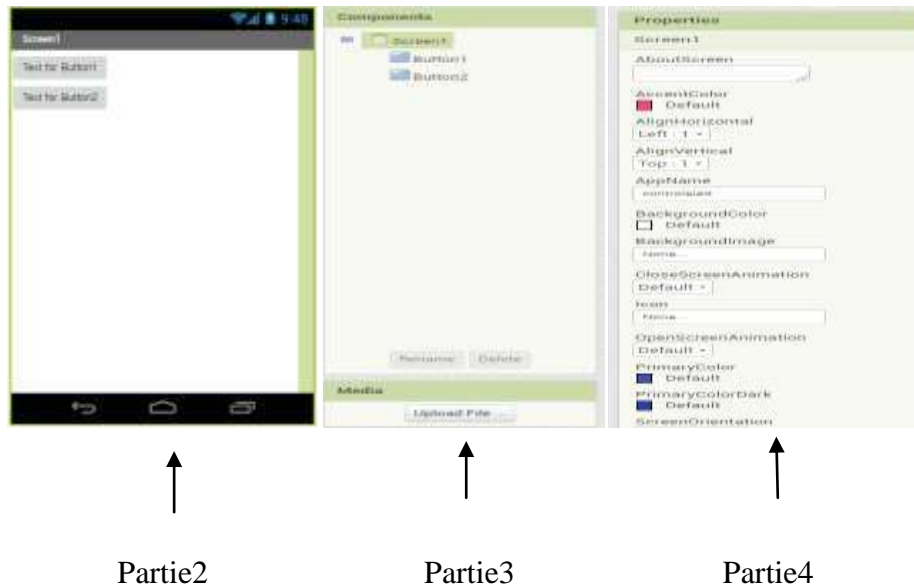 9:48
Screen1
Text for Button1
Text for Button2
Components
Screen1
Button1
Button2
Rename Delete
Media
Upload File ...
Properties
Screen1
AboutScreen
AccentColor
Default
AlignHorizontal
Left : 1
AlignVertical
Top : 1
AppName
BackgroundColor
Default
BackgroundImage
None...
CloseScreenAnimation
Default
Icon
None...
OpenScreenAnimation
Default
PrimaryColor
Default
PrimaryColorDark
Default
ScreenOrientation
Partie2
Partie3
Partie4